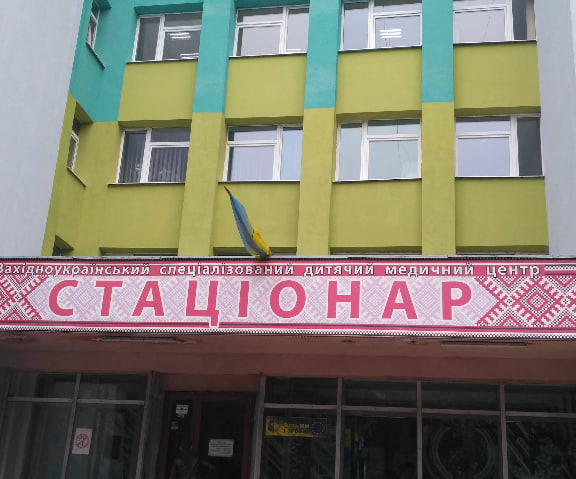 Західноукраїнський спеціалізований дитячий медичний центр
СТАЦІОНАР